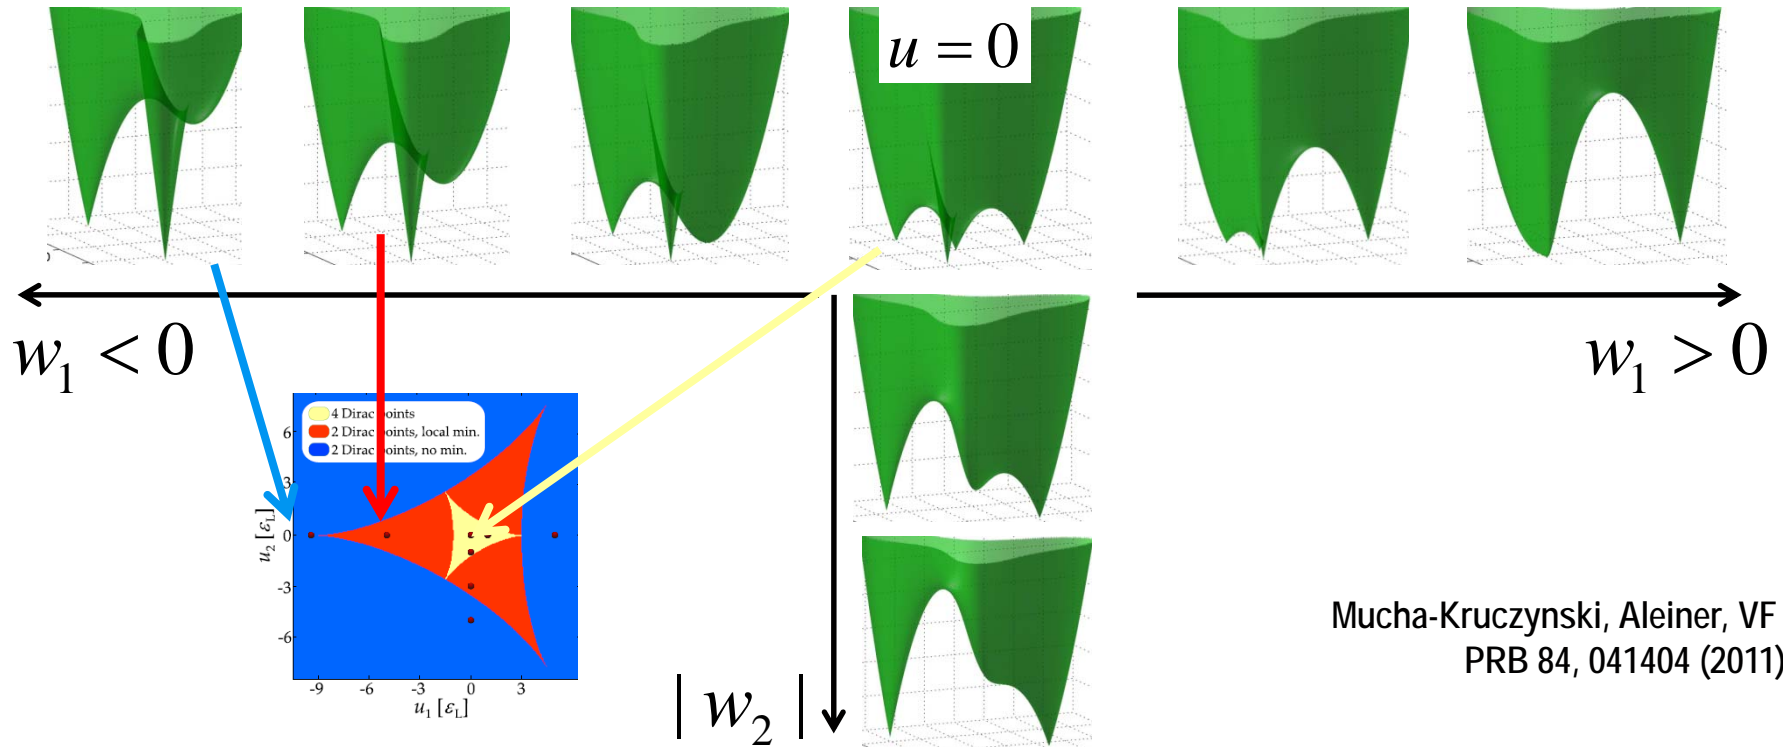 u = 0
w₁ < 0
w₁ > 0
4 Dirac points
2 Dirac points, local min.
2 Dirac points, no min.
6
3
0
-3
-6
u₂ [εL]
-9 -6 -3 0 3
u₁ [εL]
| w₂ |
Mucha-Kruczynski, Aleiner, VF
PRB 84, 041404 (2011)